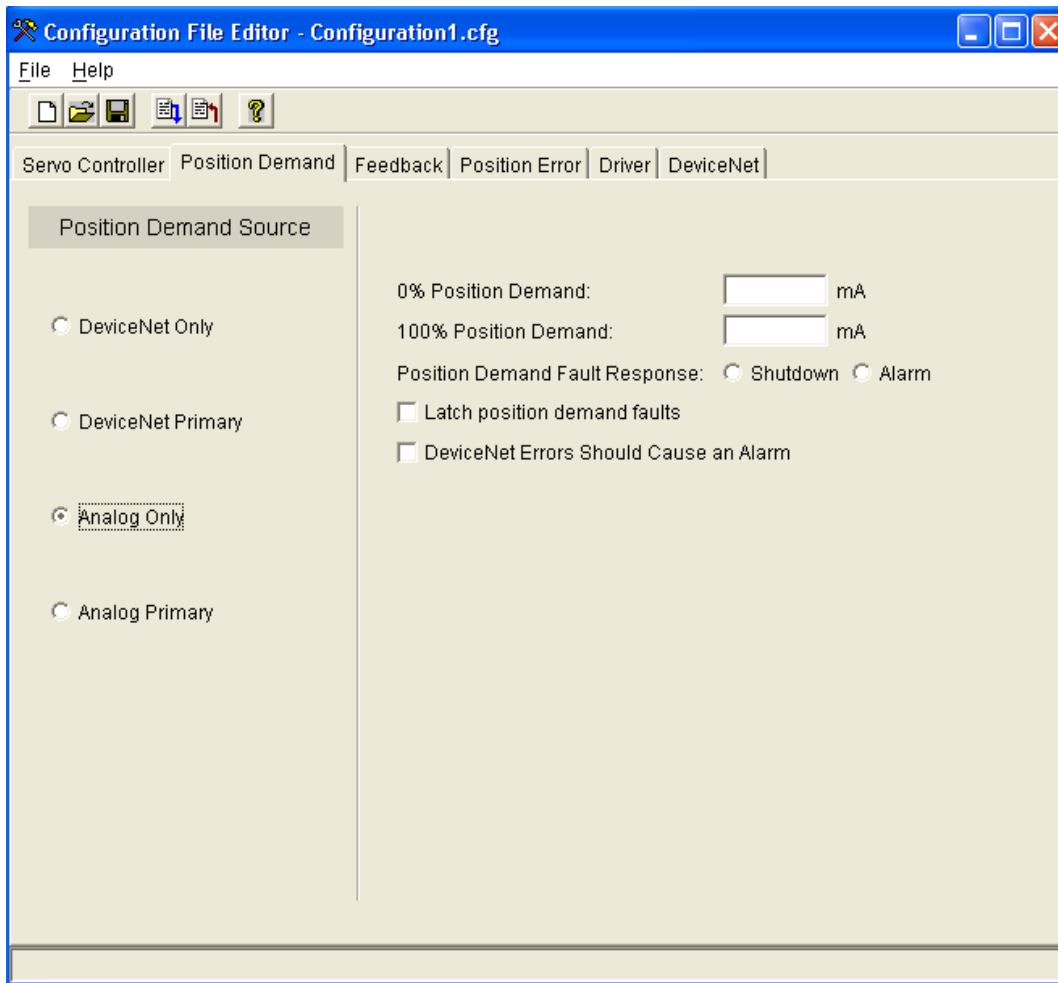 Configuration File Editor - Configuration1.cfg
File Help
Servo Controller Position Demand Feedback Position Error Driver DeviceNet
Position Demand Source
DeviceNet Only
DeviceNet Primary
Analog Only
Analog Primary
0% Position Demand: mA
100% Position Demand: mA
Position Demand Fault Response: Shutdown Alarm
Latch position demand faults
DeviceNet Errors Should Cause an Alarm